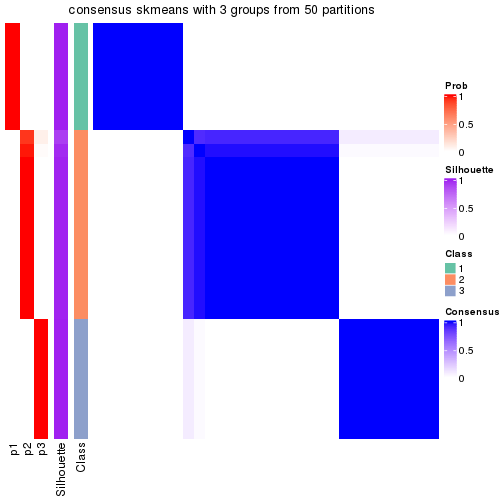 consensus skmeans with 3 groups from 50 partitions
Prob
1
0.5
0
Silhouette
1
0.5
0
Class
1
2
3
Consensus
1
0.5
0
p1
p2
p3
Silhouette
Class